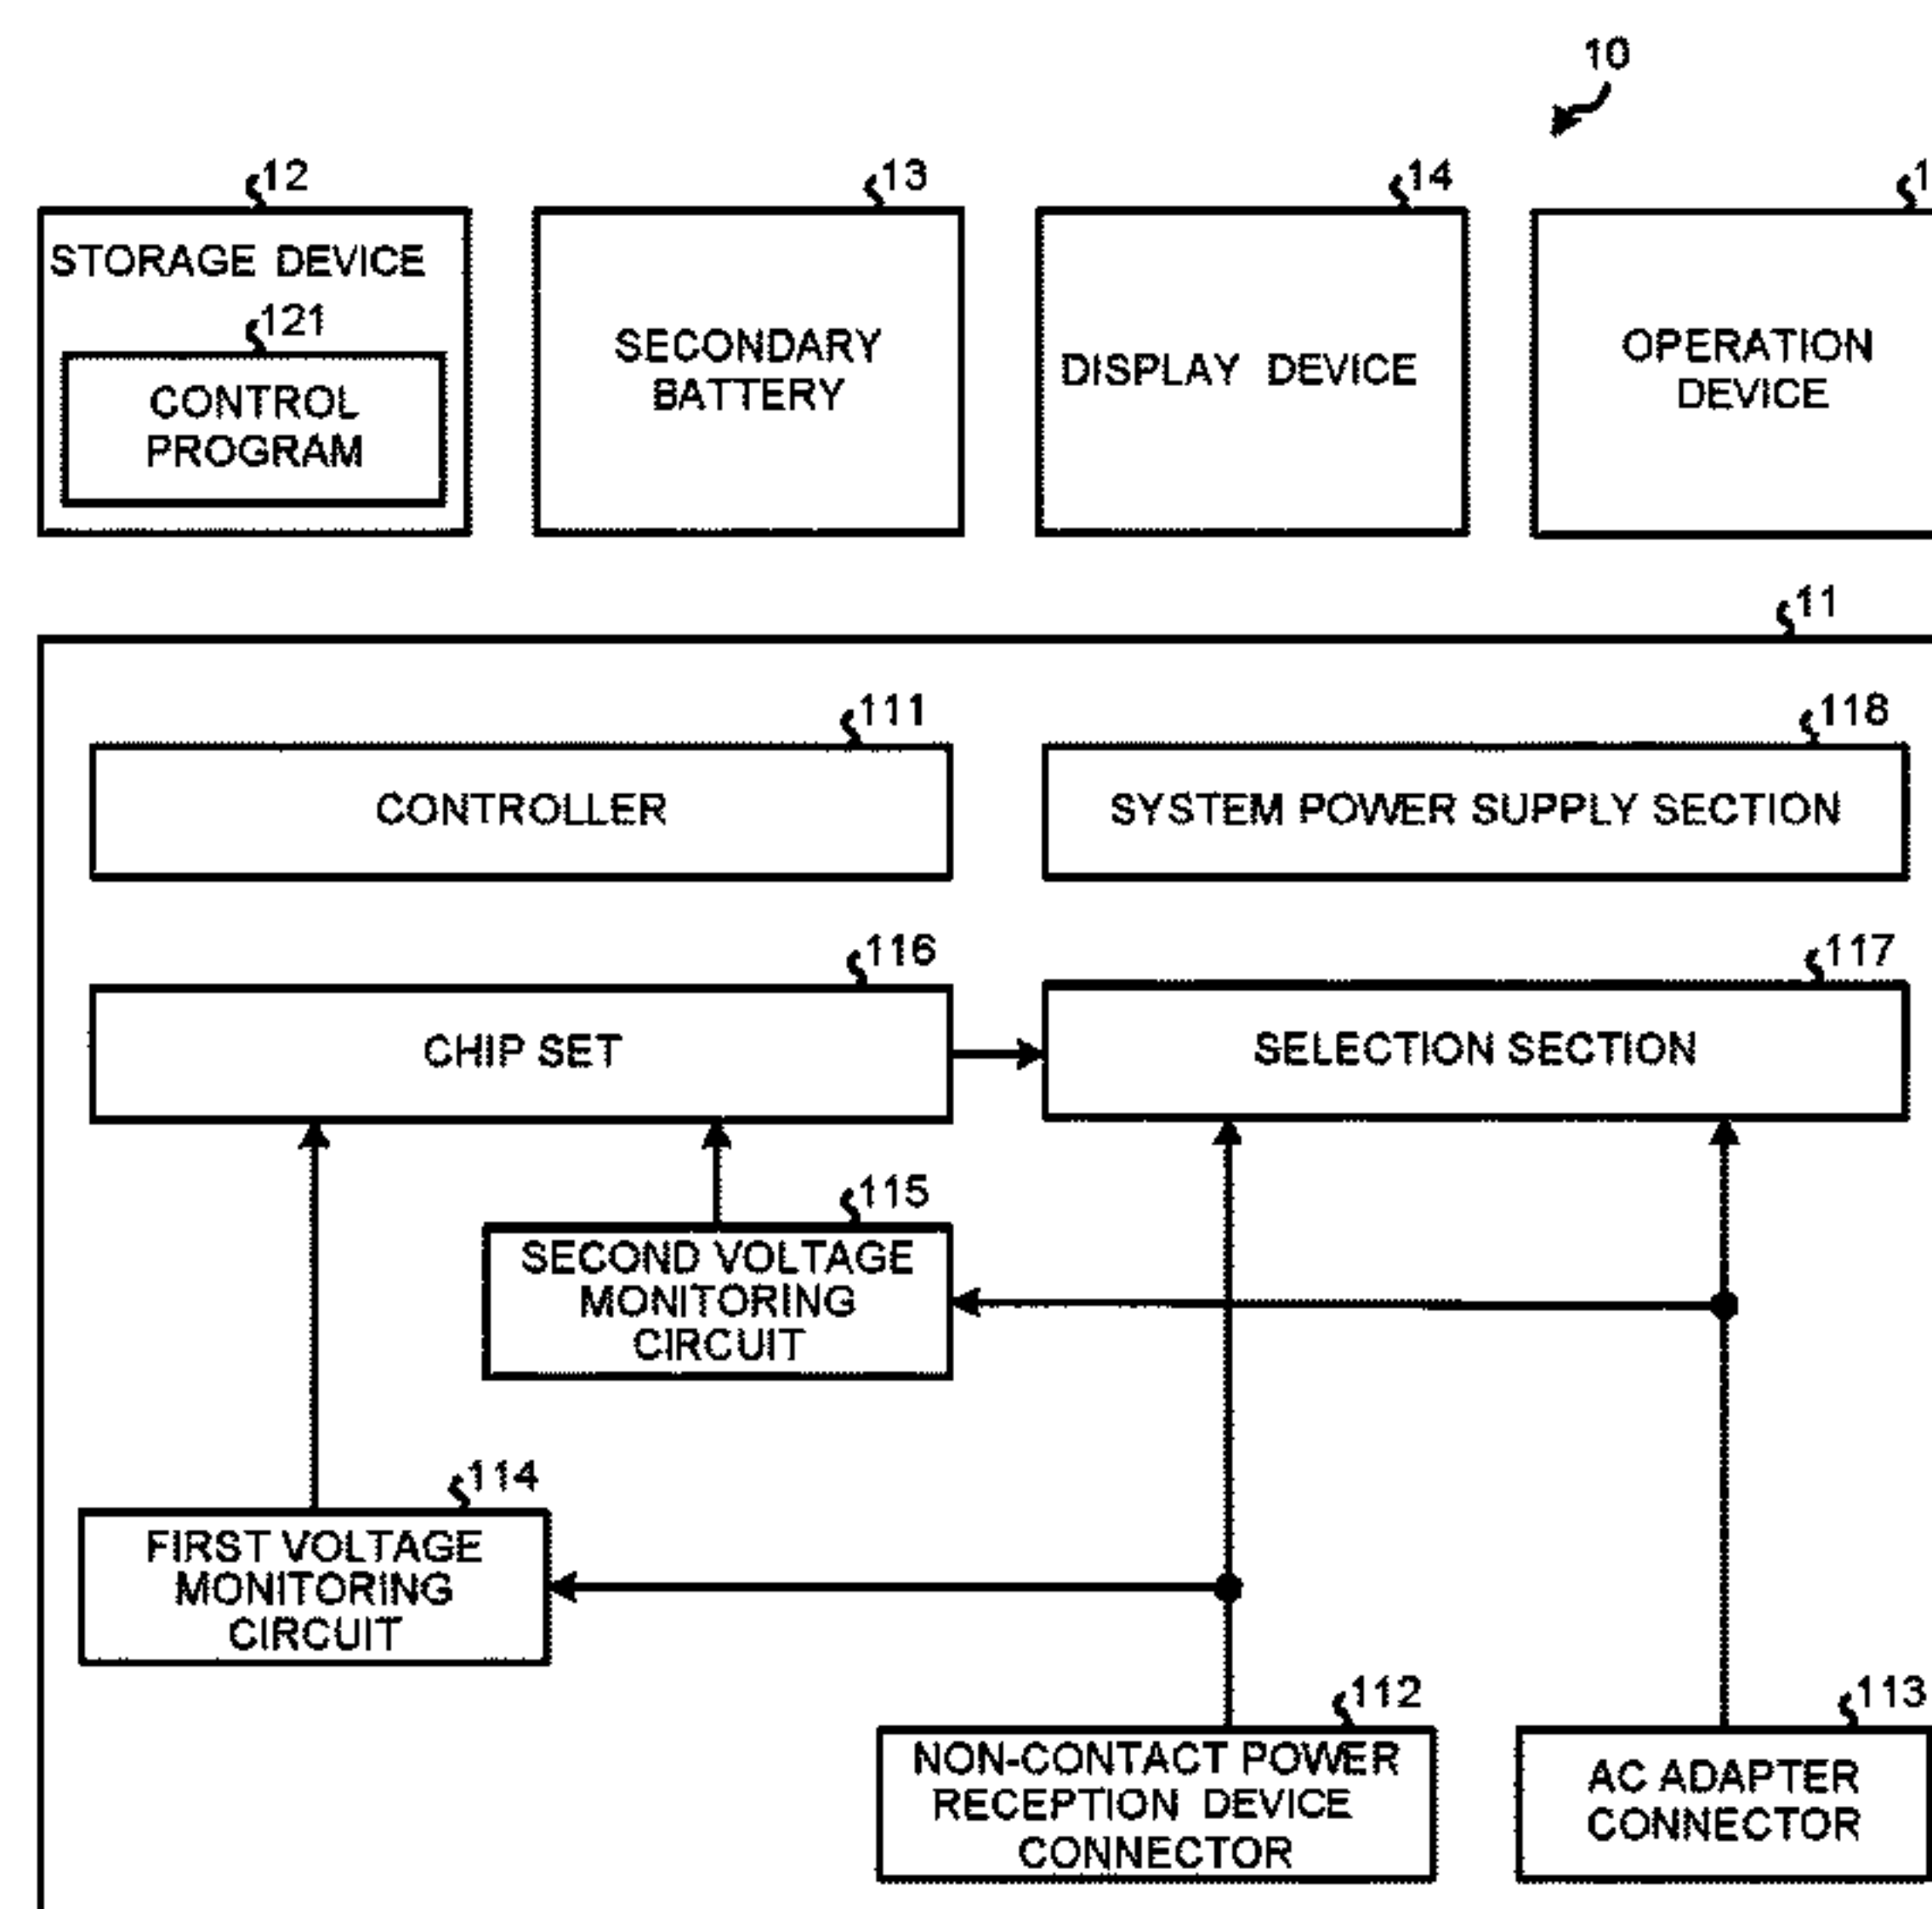 10
12
13
14
STORAGE DEVICE
121
CONTROL
PROGRAM
SECONDARY
BATTERY
DISPLAY DEVICE
OPERATION
DEVICE
11
111
118
CONTROLLER
SYSTEM POWER SUPPLY SECTION
116
117
CHIP SET
SELECTION SECTION
115
SECOND VOLTAGE
MONITORING
CIRCUIT
114
FIRST VOLTAGE
MONITORING
CIRCUIT
112
113
NON-CONTACT POWER
RECEPTION DEVICE
CONNECTOR
AC ADAPTER
CONNECTOR